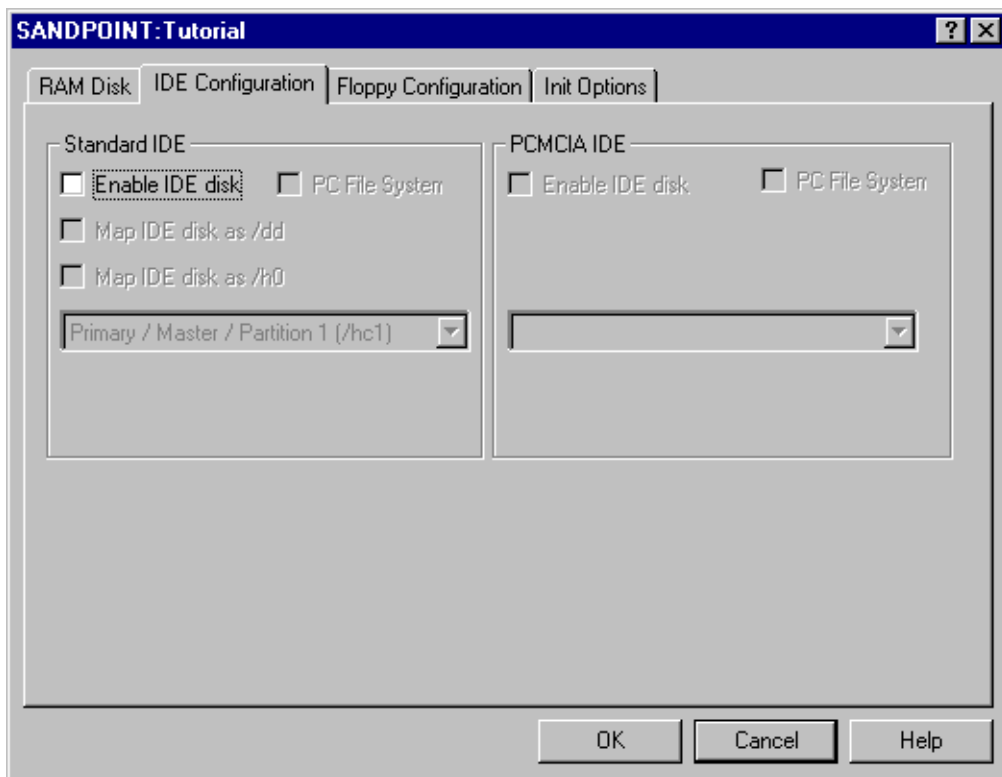 SANDPOINT:Tutorial
RAM Disk IDE Configuration Floppy Configuration Init Options
Standard IDE PCMCIA IDE
Enable IDE disk PC File System Enable IDE disk PC File System
Map IDE disk as /dd
Map IDE disk as /h0
Primary / Master / Partition 1 (/hc1)
OK Cancel Help